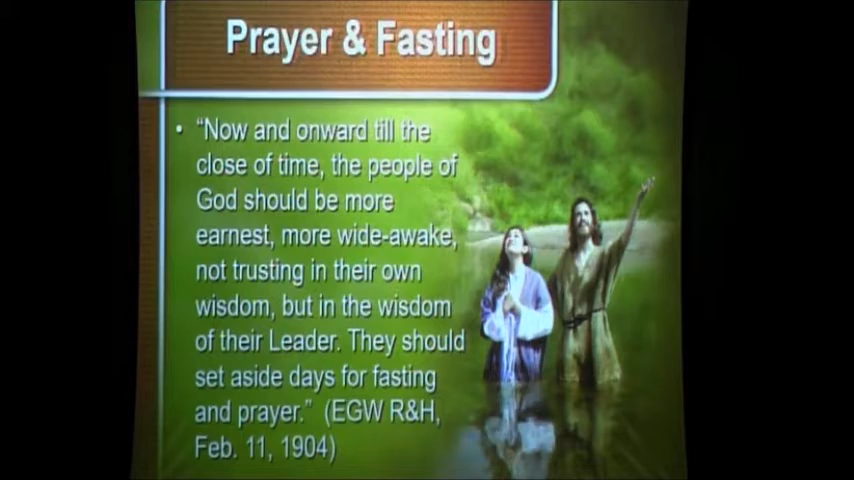 Prayer & Fasting
• “Now and onward till the
close of time, the people of
God should be more
earnest, more wide-awake,
not trusting in their own
wisdom, but in the wisdom
of their Leader. They should
set aside days for fasting
and prayer.” (EGW R&H,
Feb. 11, 1904)